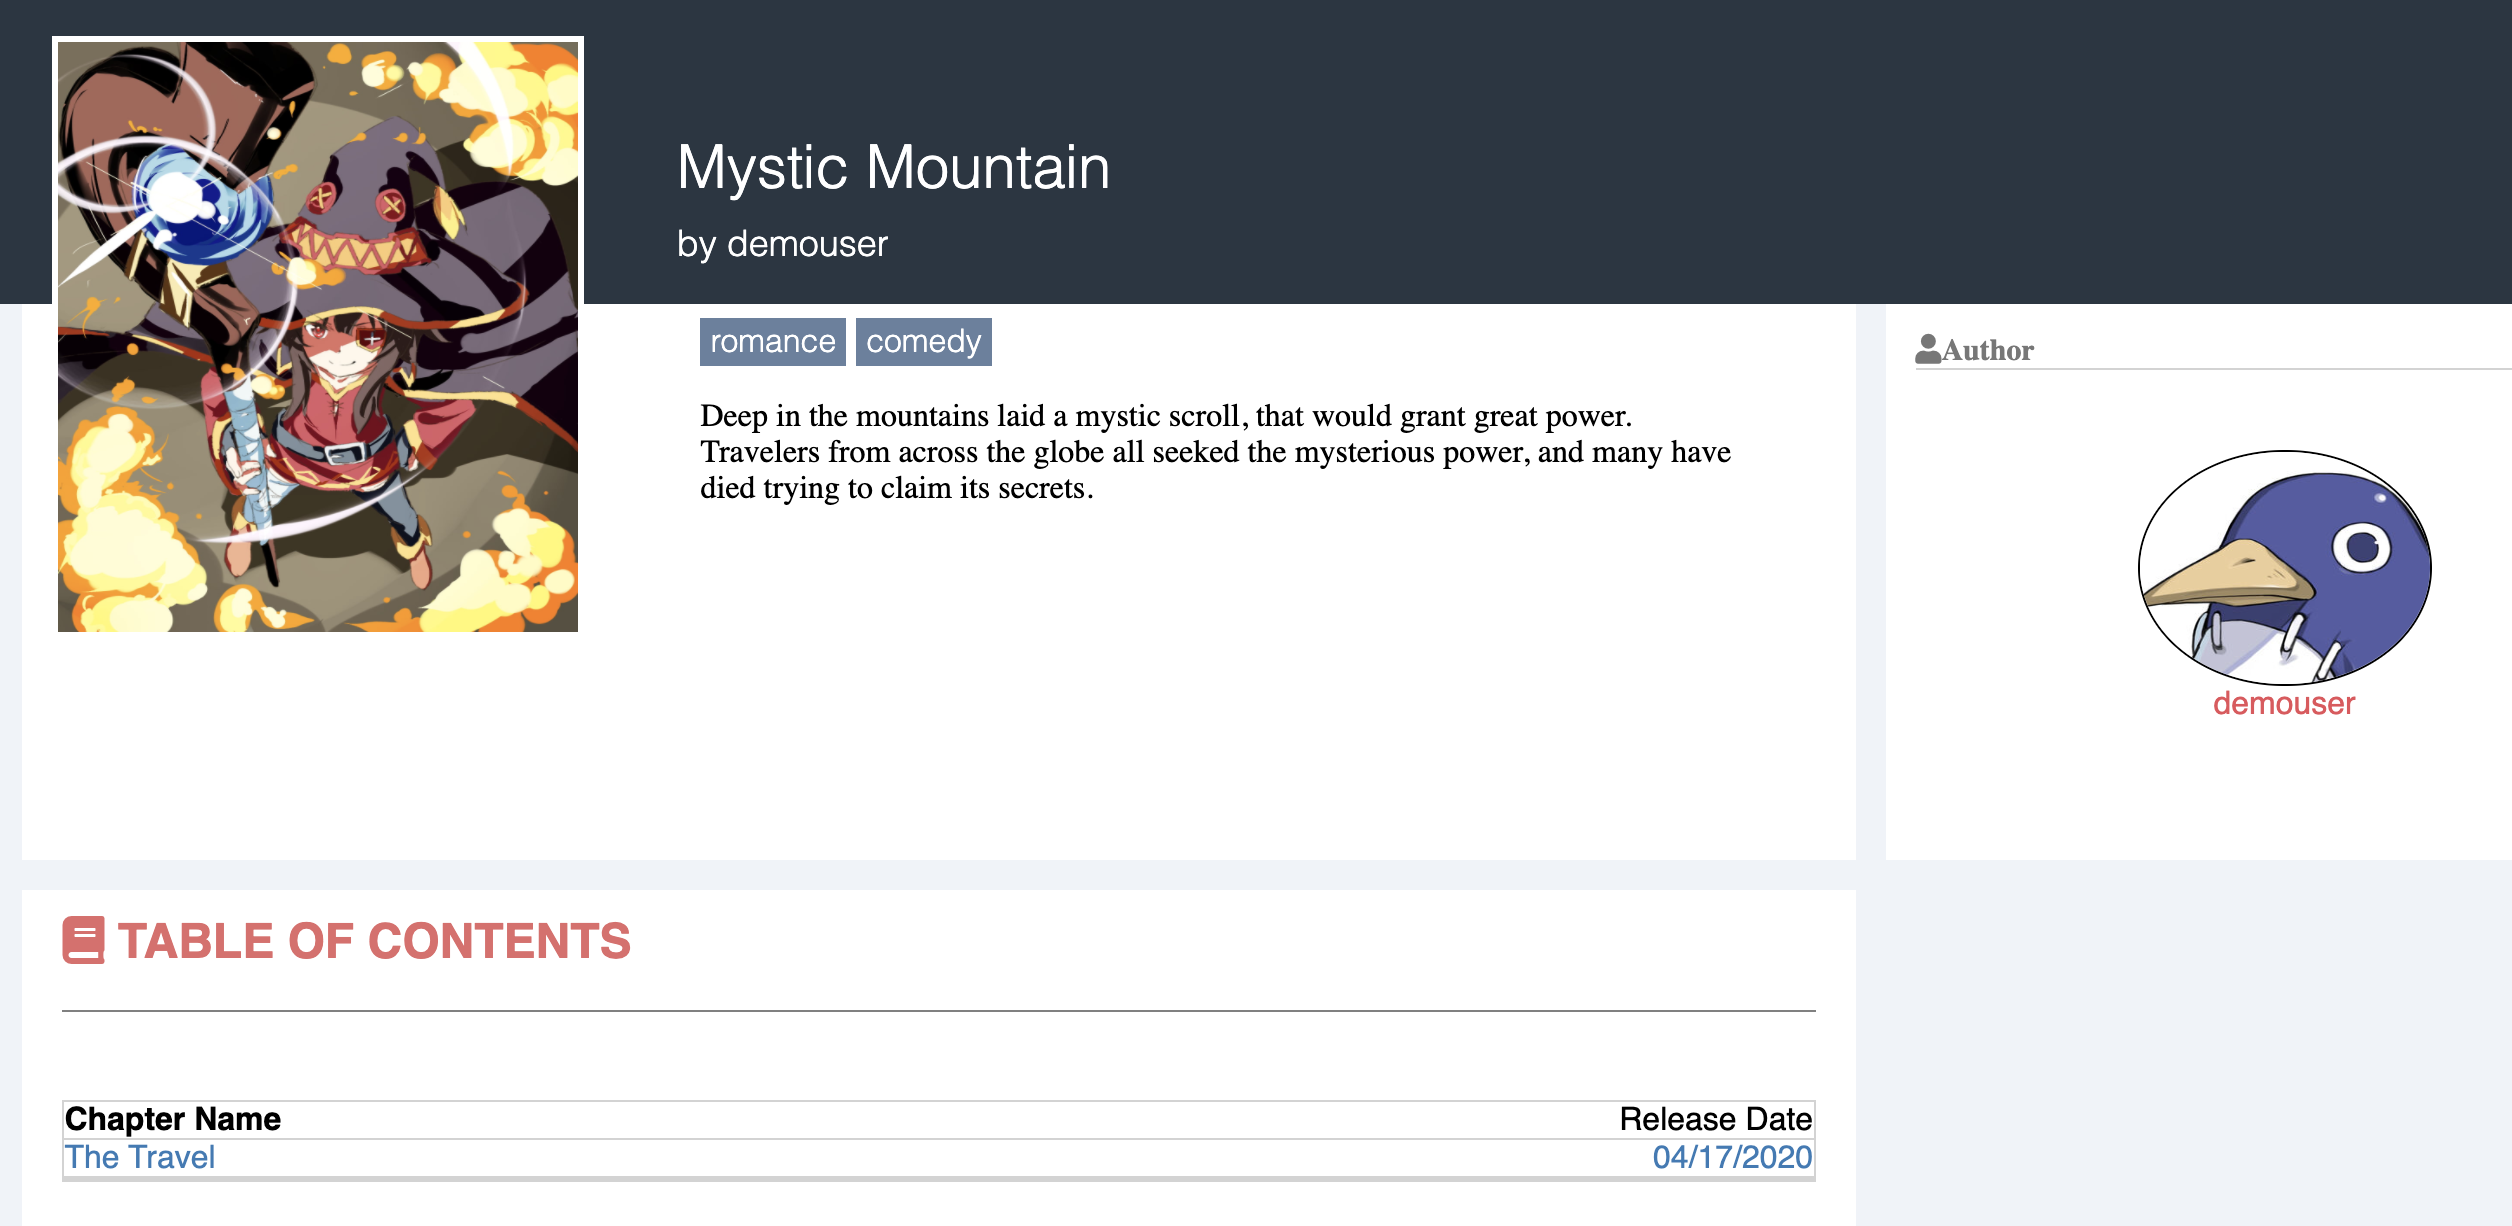 Mystic Mountain
by demouser
romance comedy
Deep in the mountains laid a mystic scroll, that would grant great power.
Travelers from across the globe all seeked the mysterious power, and many have
died trying to claim its secrets.
Author
demouser
TABLE OF CONTENTS
Chapter Name Release Date
The Travel 04/17/2020